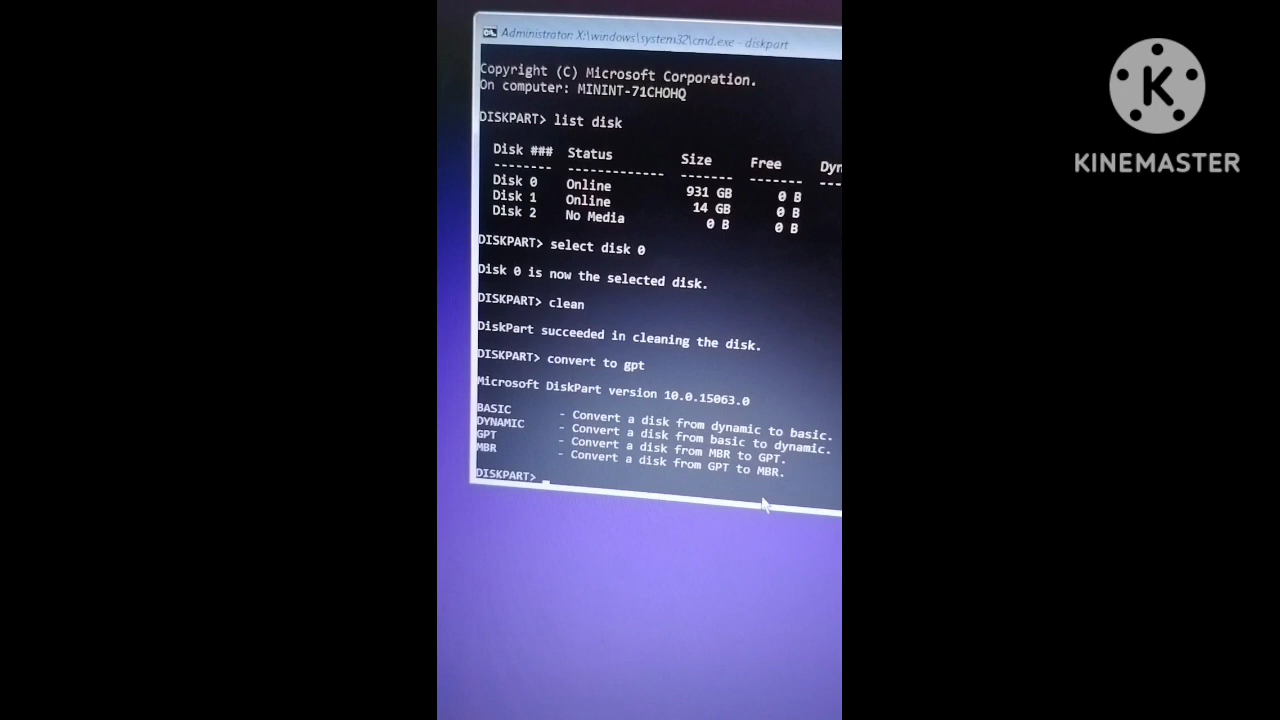 Administrator: X:\windows\system32\cmd.exe - diskpart
Copyright (C) Microsoft Corporation.
On computer: MININT-71CHOHQ
DISKPART> list disk
Disk ### Status Size Free Dyn
-------- ------------- ------- ------- ---
Disk 0 Online 931 GB 0 B
Disk 1 Online 14 GB 0 B
Disk 2 No Media 0 B 0 B
DISKPART> select disk 0
Disk 0 is now the selected disk.
DISKPART> clean
DiskPart succeeded in cleaning the disk.
DISKPART> convert to gpt
Microsoft DiskPart version 10.0.15063.0
BASIC - Convert a disk from dynamic to basic.
DYNAMIC - Convert a disk from basic to dynamic.
GPT - Convert a disk from MBR to GPT.
MBR - Convert a disk from GPT to MBR.
DISKPART>
K
KINEMASTER